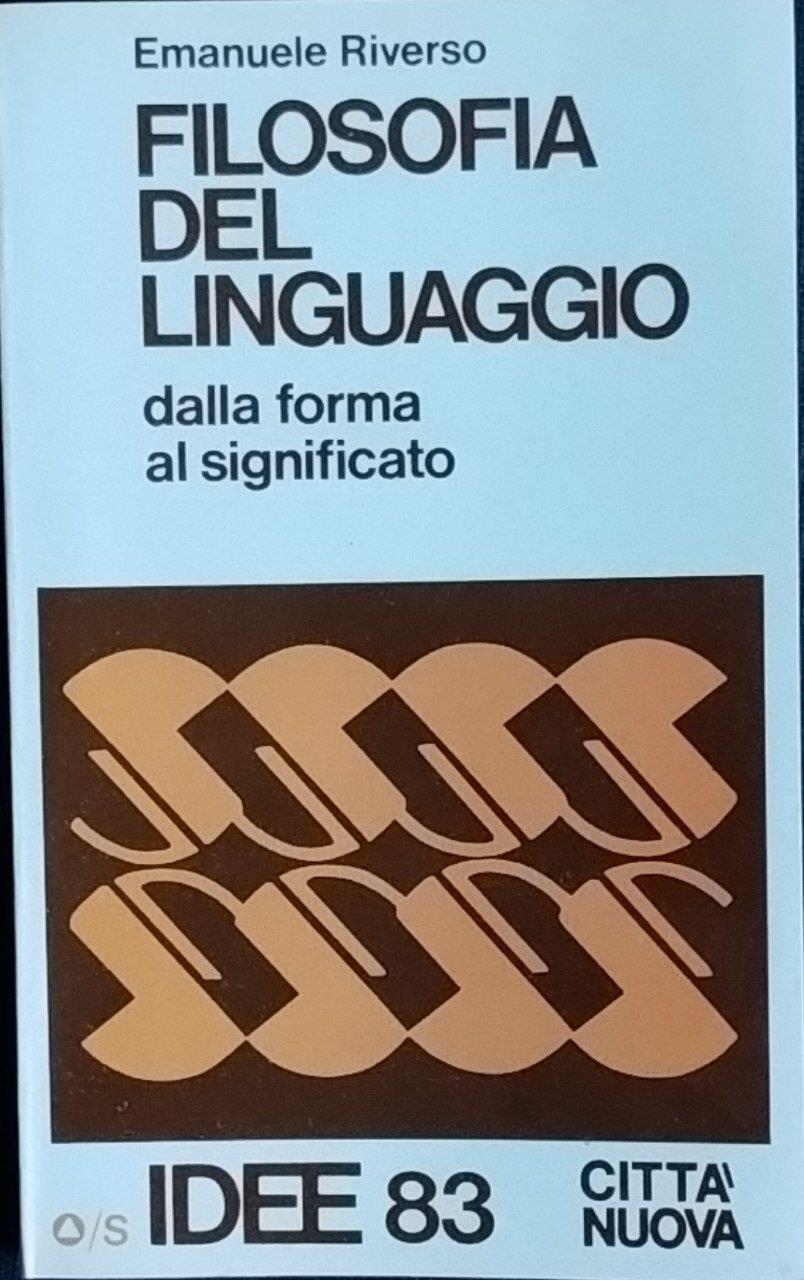 Emanuele Riverso
FILOSOFIA
DEL
LINGUAGGIO
dalla forma
al significato
/S IDEE 83
CITTA'
NUOVA